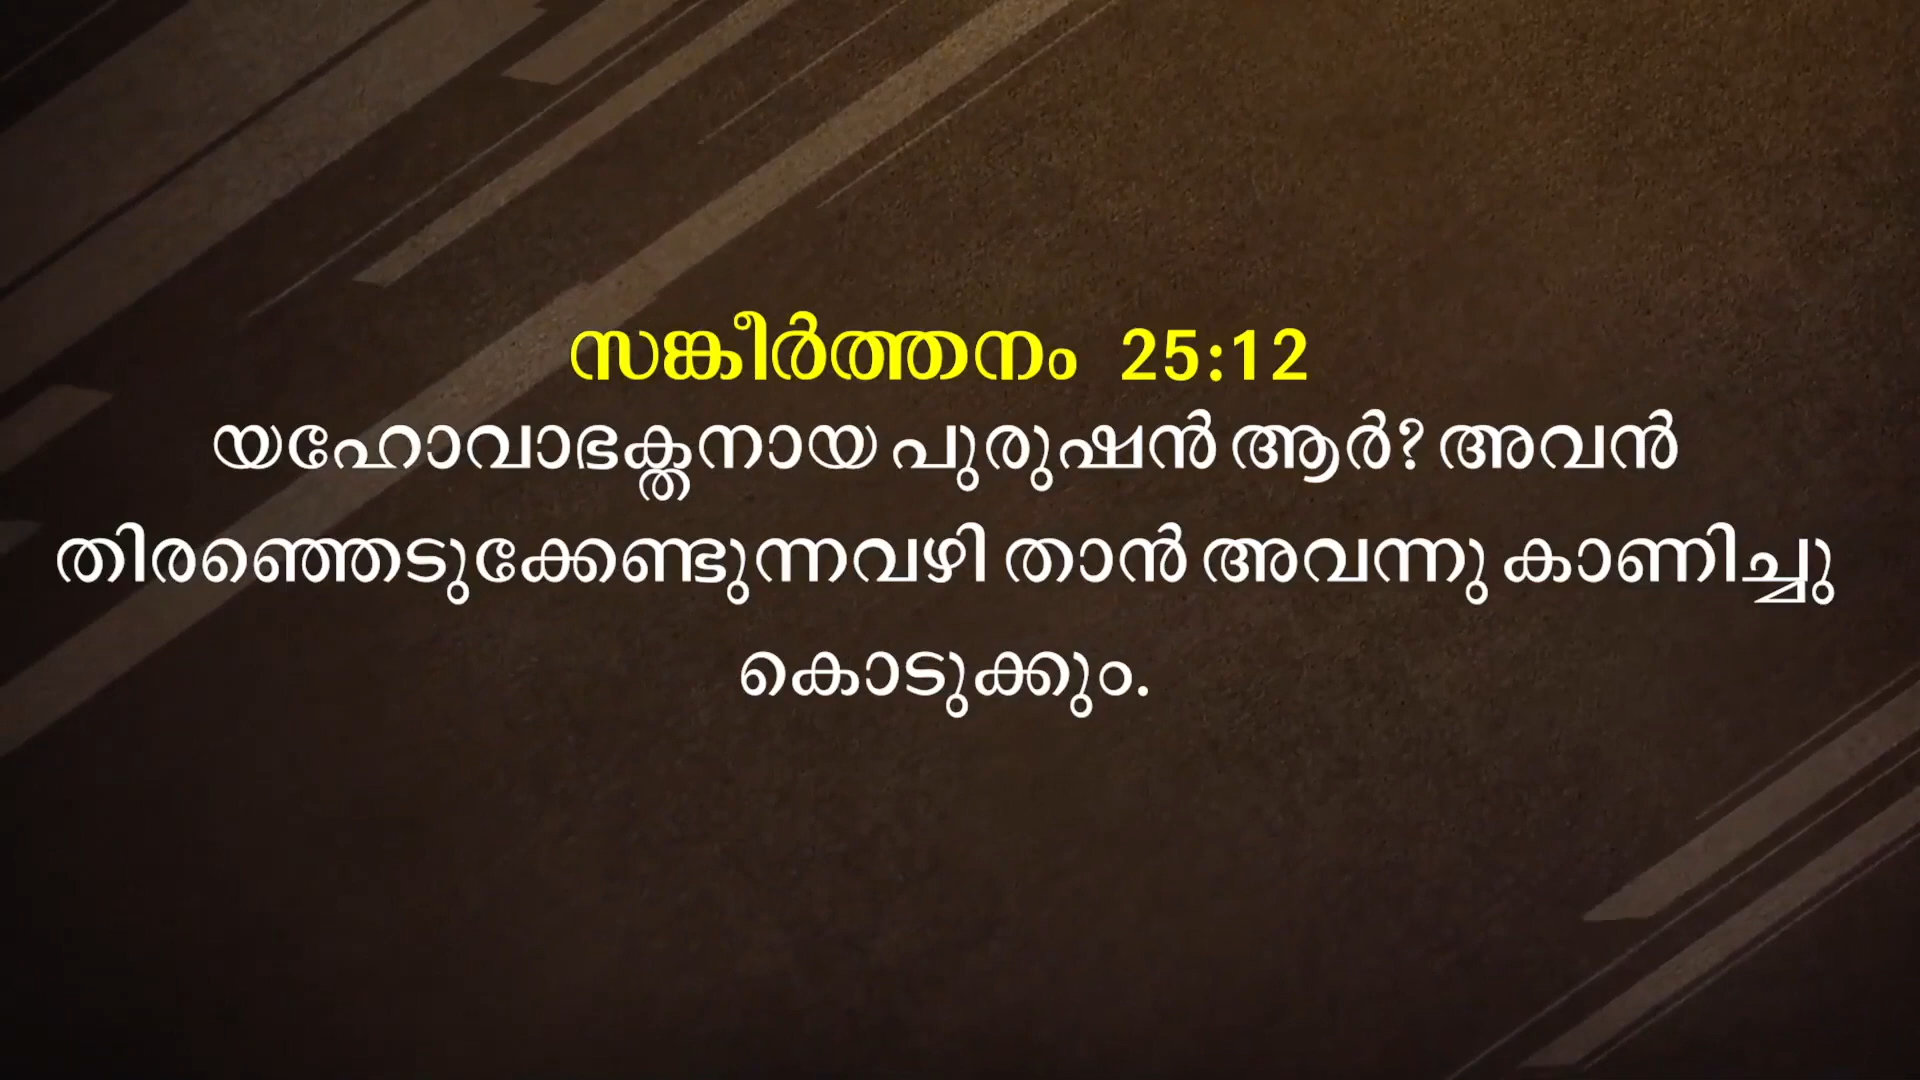 സങ്കീർത്തനം 25:12
യഹോവാഭക്തനായ പുരുഷൻ ആർ? അവൻ
തിരഞ്ഞെടുക്കേണ്ടുന്നവഴി താൻ അവന്നു കാണിച്ചു
കൊടുക്കും.